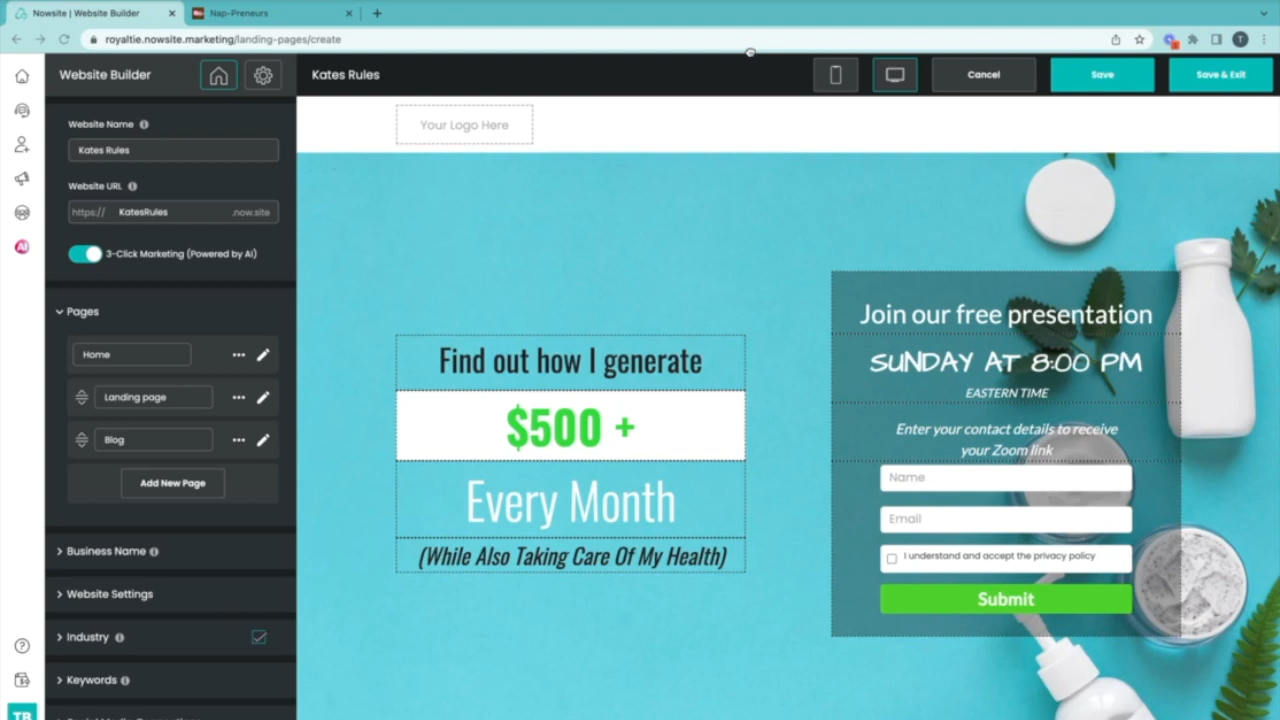 Nowsite | Website Builder
Nap-Preneurs
royaltie.nowsite.marketing/landing-pages/create
T
Website Builder
Kates Rules
Cancel
Save
Save & Exit
Website Name
Kates Rules
Website URL
https:// KatesRules .now.site
AI
3-Click Marketing (Powered by AI)
Pages
Home
Landing page
Blog
Add New Page
Business Name
Website Settings
Industry
Keywords
TB
Your Logo Here
Find out how I generate
$500 +
Every Month
(While Also Taking Care Of My Health)
Join our free presentation
SUNDAY AT 8:00 PM
EASTERN TIME
Enter your contact details to receive
your Zoom link
Name
Email
I understand and accept the privacy policy
Submit